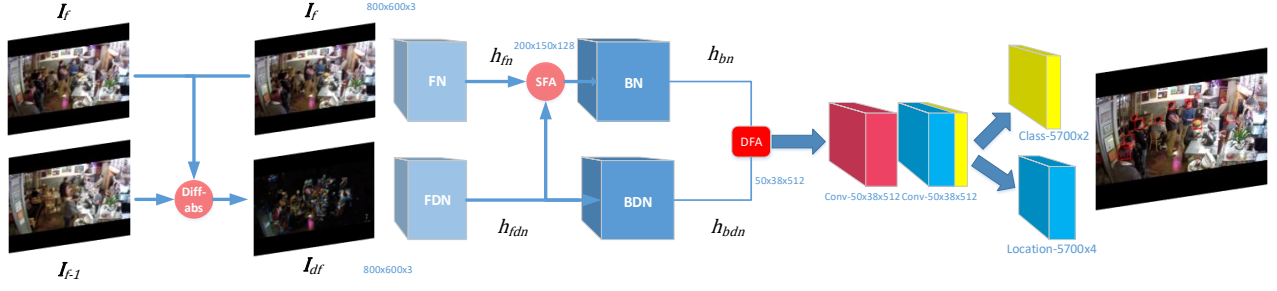 I_f
I_f
800x600x3
h_fn
200x150x128
h_bn
FN
SFA
BN
Class-5700x2
DFA
Diff-
abs
FDN
BDN
50x38x512
Conv-50x38x512
Conv-50x38x512
h_fdn
h_bdn
Location-5700x4
I_f-1
I_df
800x600x3